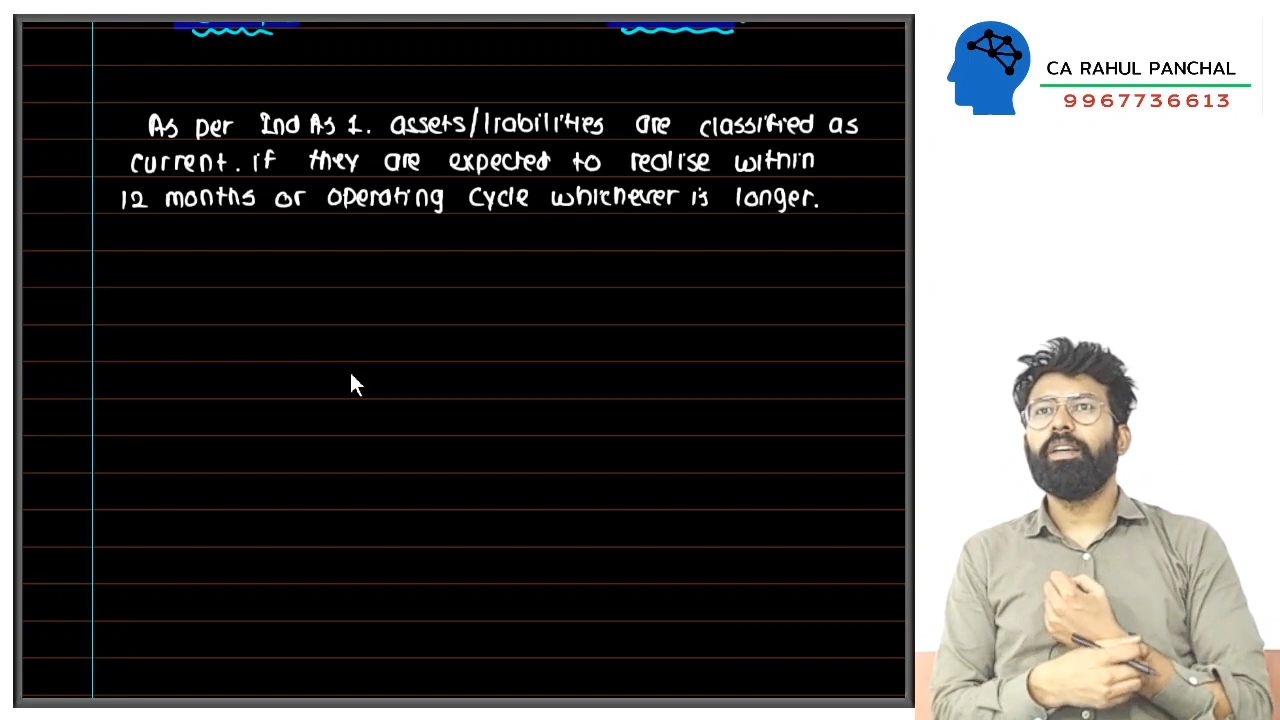 As per Ind As 1. assets/liabilities are classified as
current. if they are expected to realise within
12 months or operating cycle whichever is longer.
CA RAHUL PANCHAL
9967736613